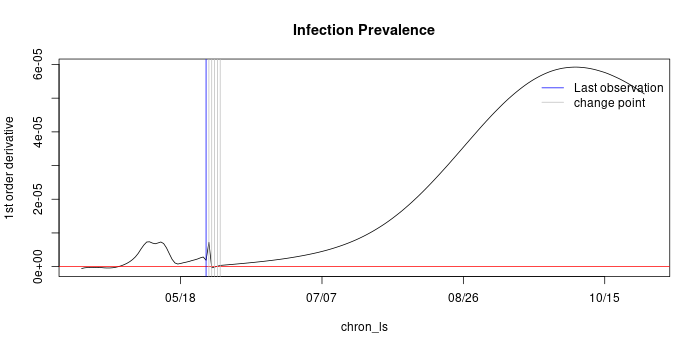 Infection Prevalence
1st order derivative
6e-05
4e-05
2e-05
0e+00
Last observation
change point
05/18
07/07
08/26
10/15
chron_ls